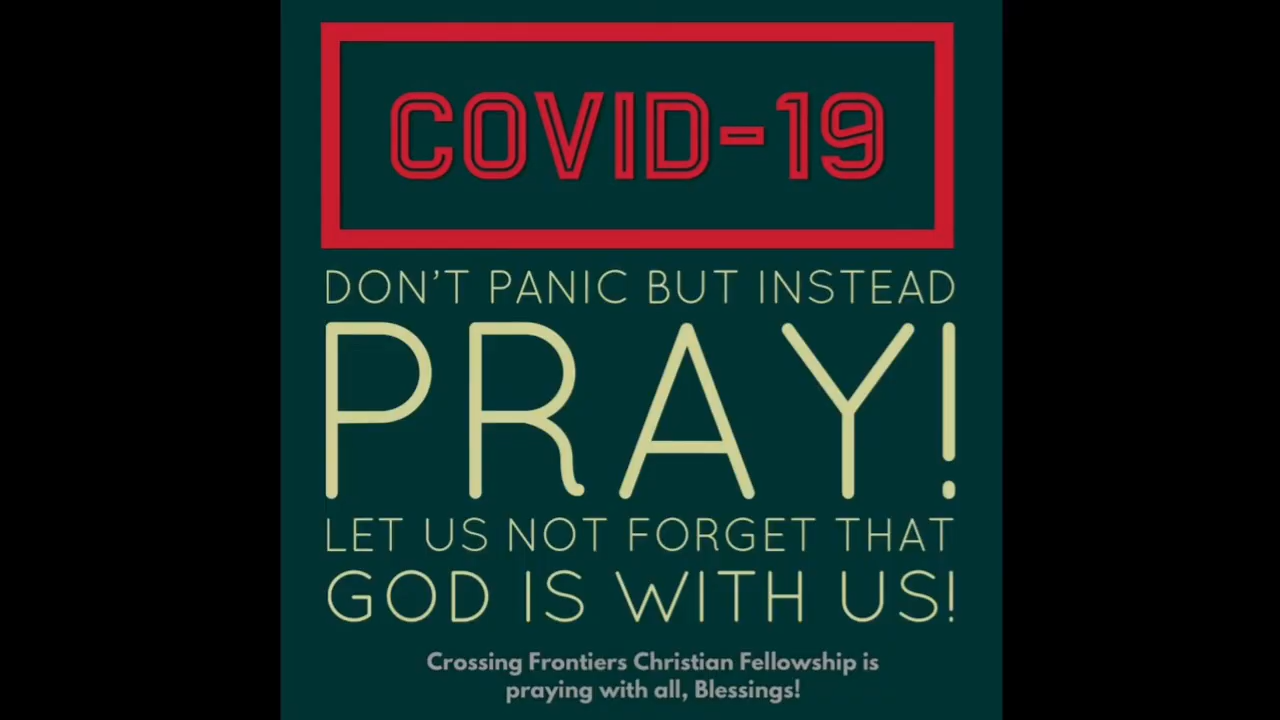 COVID-19
DON'T PANIC BUT INSTEAD
PRAY!
LET US NOT FORGET THAT
GOD IS WITH US!
Crossing Frontiers Christian Fellowship is
praying with all, Blessings!